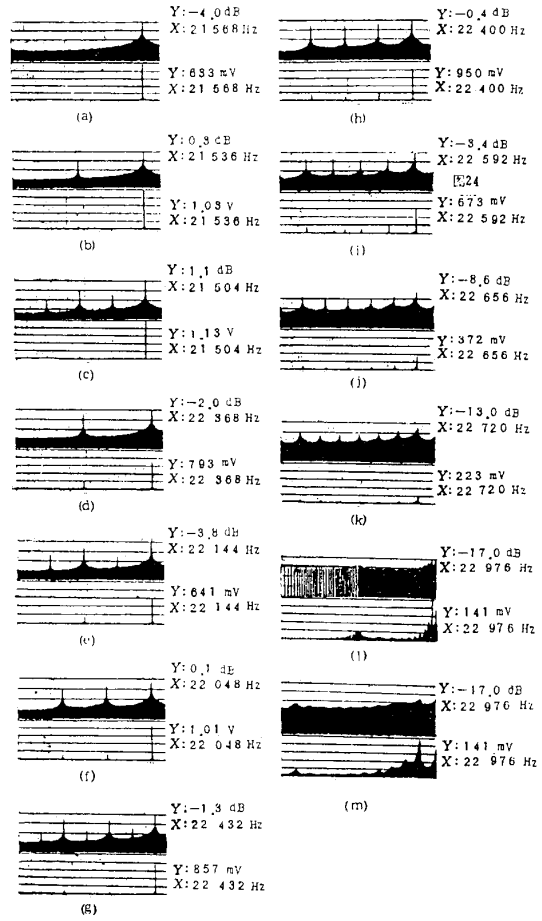 Y:-4.0 dB
X:21 568 Hz
Y:633 mV
X:21 568 Hz
(a)
Y:0.3 dB
X:21 536 Hz
Y:1.03 V
X:21 536 Hz
(b)
Y:1.1 dB
X:21 504 Hz
Y:1.13 V
X:21 504 Hz
(c)
Y:-2.0 dB
X:22 368 Hz
Y:793 mV
X:22 368 Hz
(d)
Y:-3.8 dB
X:22 144 Hz
Y:641 mV
X:22 144 Hz
(e)
Y:0.1 dB
X:22 048 Hz
Y:1.01 V
X:22 048 Hz
(f)
Y:-1.3 dB
X:22 432 Hz
Y:857 mV
X:22 432 Hz
(g)
Y:-0.4 dB
X:22 400 Hz
Y:950 mV
X:22 400 Hz
(h)
Y:-3.4 dB
X:22 592 Hz
图24
Y:673 mV
X:22 592 Hz
(i)
Y:-8.6 dB
X:22 656 Hz
Y:372 mV
X:22 656 Hz
(j)
Y:-13.0 dB
X:22 720 Hz
Y:223 mV
X:22 720 Hz
(k)
Y:-17.0 dB
X:22 976 Hz
Y:141 mV
X:22 976 Hz
(l)
Y:-17.0 dB
X:22 976 Hz
Y:141 mV
X:22 976 Hz
(m)